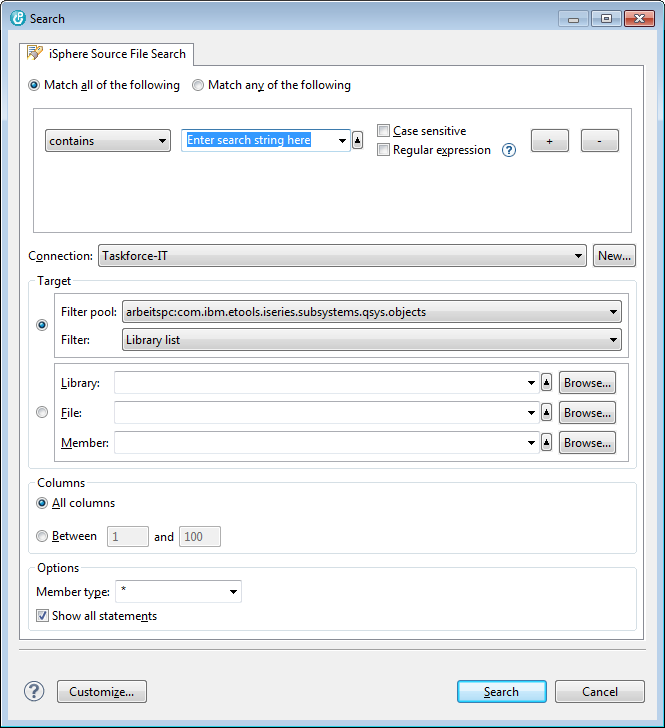 Search
iSphere Source File Search
Match all of the following Match any of the following
contains Enter search string here Case sensitive + -
Regular expression ?
Connection: Taskforce-IT New...
Target
Filter pool: arbeitspc:com.ibm.etools.iseries.subsystems.qsys.objects
Filter: Library list
Library: Browse...
File: Browse...
Member: Browse...
Columns
All columns
Between 1 and 100
Options
Member type: *
Show all statements
? Customize... Search Cancel